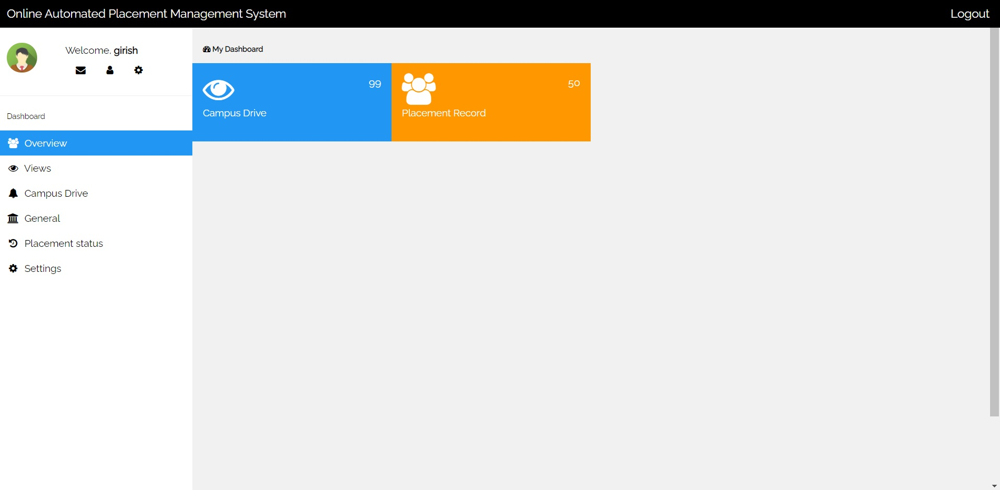 Online Automated Placement Management System
Logout
Welcome, girish
Dashboard
Overview
Views
Campus Drive
General
Placement status
Settings
My Dashboard
99
Campus Drive
50
Placement Record